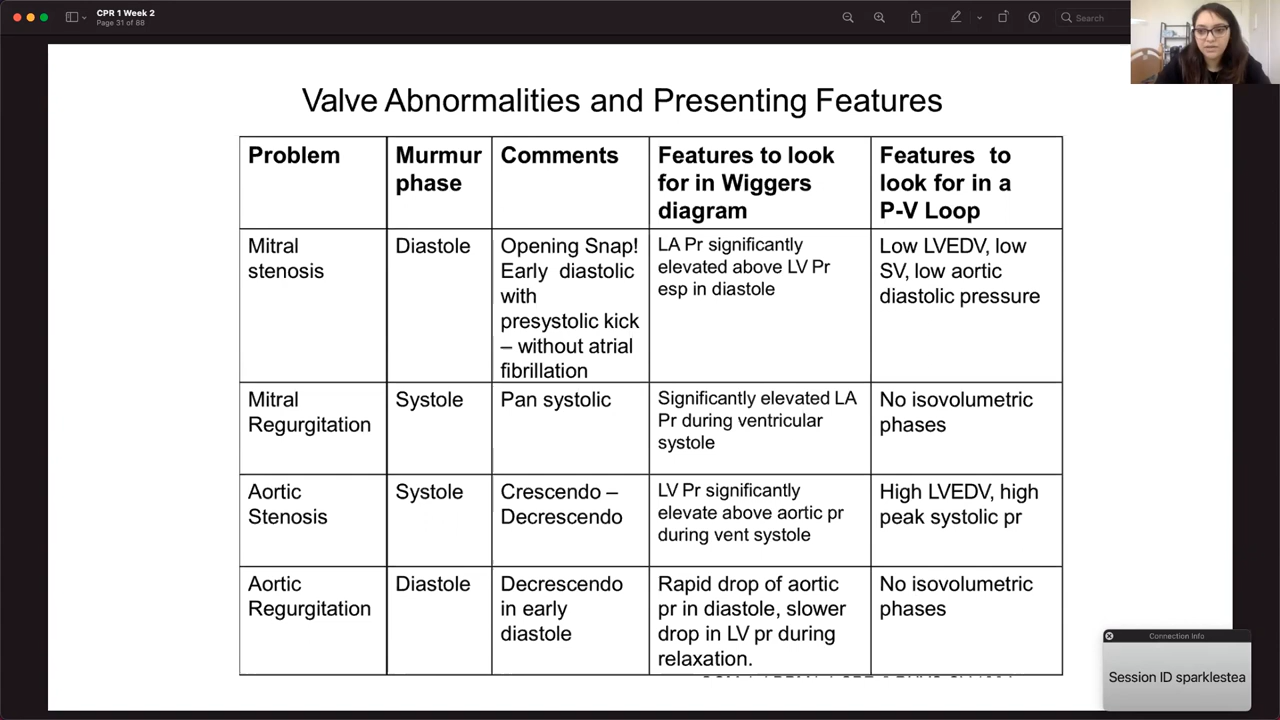 CPR 1 Week 2
Page 31 of 88
Search
Valve Abnormalities and Presenting Features
Problem
Murmur
phase
Comments
Features to look
for in Wiggers
diagram
Features to
look for in a
P-V Loop
Mitral
stenosis
Diastole
Opening Snap!
Early diastolic
with
presystolic kick
– without atrial
fibrillation
LA Pr significantly
elevated above LV Pr
esp in diastole
Low LVEDV, low
SV, low aortic
diastolic pressure
Mitral
Regurgitation
Systole
Pan systolic
Significantly elevated LA
Pr during ventricular
systole
No isovolumetric
phases
Aortic
Stenosis
Systole
Crescendo –
Decrescendo
LV Pr significantly
elevate above aortic pr
during vent systole
High LVEDV, high
peak systolic pr
Aortic
Regurgitation
Diastole
Decrescendo
in early
diastole
Rapid drop of aortic
pr in diastole, slower
drop in LV pr during
relaxation.
No isovolumetric
phases
Connection Info
Session ID sparklestea